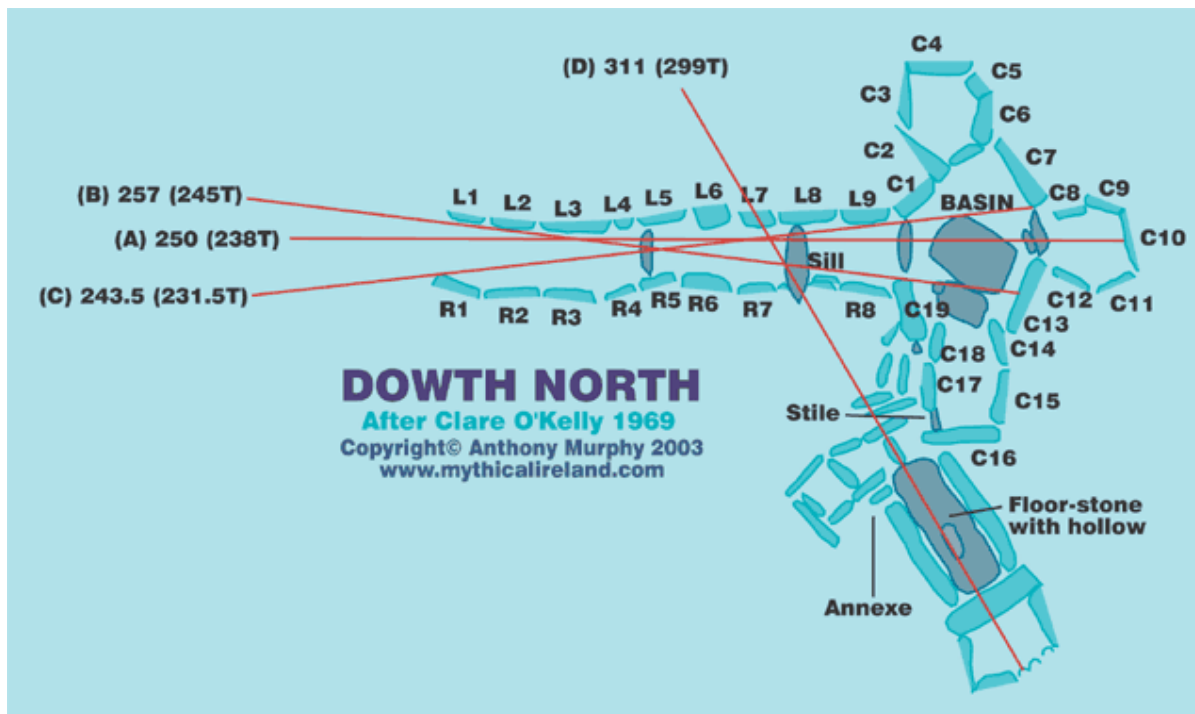 C4
(D) 311 (299T)
C5
C3
C6
C2
C7
(B) 257 (245T)
L1
L2
L3
L4
L5
L6
L7
L8
L9
C1
C8
C9
BASIN
(A) 250 (238T)
C10
Sill
(C) 243.5 (231.5T)
R1
R2
R3
R4
R5
R6
R7
R8
C19
C12
C11
C13
C18
C14
DOWTH NORTH
C17
C15
After Clare O'Kelly 1969
Stile
Copyright© Anthony Murphy 2003
www.mythicalireland.com
C16
Floor-stone
with hollow
Annexe